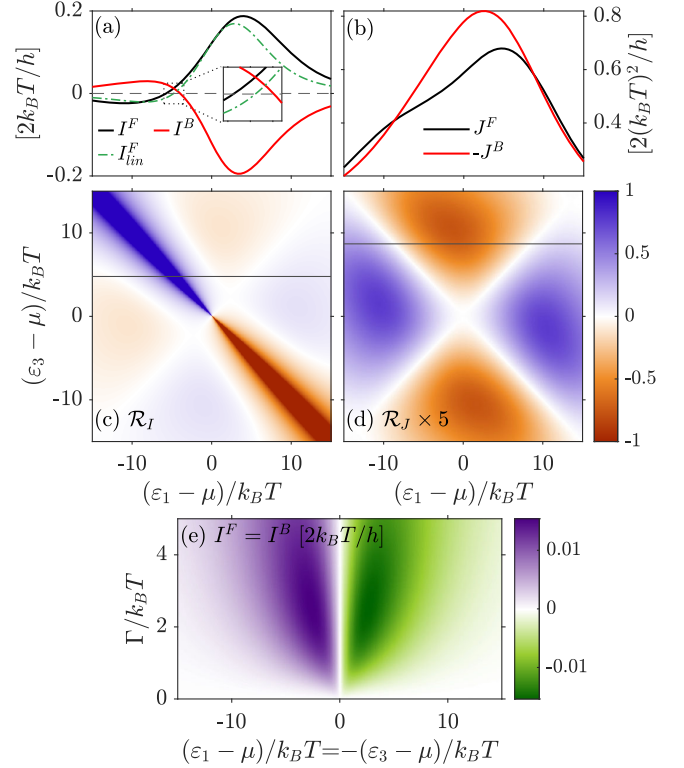 (a)
0.2
0
-0.2
[2k_BT/h]
I^F
I^B
I^F_{lin}
(b)
0.8
0.6
0.4
[2(k_BT)^2/h]
J^F
-J^B
10
0
-10
(ε_3 − μ)/k_BT
(c) R_I
-10 0 10
(ε_1 − μ)/k_BT
(d) R_J × 5
-10 0 10
(ε_1 − μ)/k_BT
1
0.5
0
-0.5
-1
(e) I^F = I^B [2k_BT/h]
4
2
0
Γ/k_BT
-10 0 10
(ε_1 − μ)/k_BT=−(ε_3 − μ)/k_BT
0.01
0
-0.01